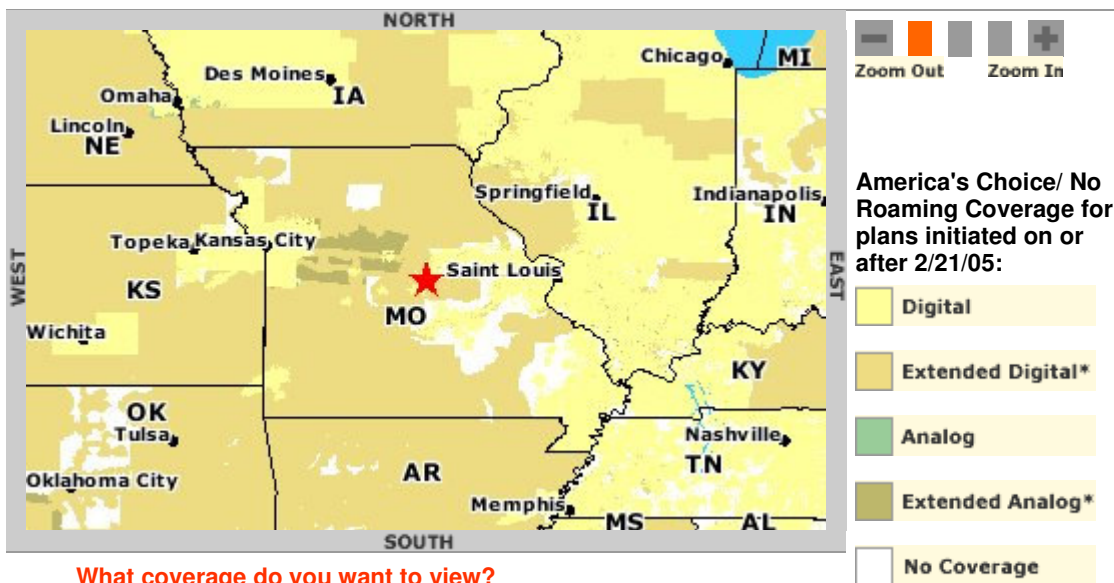 NORTH
Chicago
MI
Des Moines
IA
Omaha
Lincoln
NE
Springfield
IL
Indianapolis
IN
Topeka
Kansas City
Saint Louis
WEST
EAST
KS
MO
Wichita
KY
OK
Tulsa
Nashville
TN
AR
Oklahoma City
Memphis
MS
AL
SOUTH
What coverage do you want to view?
Zoom Out
Zoom In
America's Choice/ No
Roaming Coverage for
plans initiated on or
after 2/21/05:
Digital
Extended Digital*
Analog
Extended Analog*
No Coverage